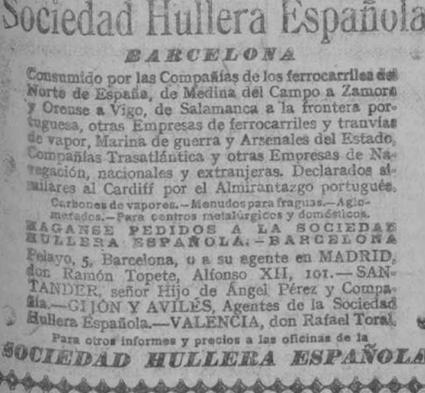 Sociedad Hullera Española
BARCELONA
Consumido por las Compañías de los ferrocarriles del
Norte de España, de Medina del Campo a Zamora
y Orense a Vigo, de Salamanca a la frontera por-
tuguesa, otras Empresas de ferrocarriles y tranvías
de vapor, Marina de guerra y Arsenales del Estado,
Compañías Trasatlántica y otras Empresas de Na-
vegación, nacionales y extranjeras. Declarados si-
milares al Cardiff por el Almirantazgo portugués.
Carbones de vapores.—Menudos para fraguas.—Aglo-
merados.—Para centros metalúrgicos y domésticos.
HAGANSE PEDIDOS A LA SOCIEDAD
HULLERA ESPAÑOLA.—BARCELONA
Pelayo, 5, Barcelona, o a su agente en MADRID,
don Ramón Topete, Alfonso XII, 101.—SAN-
TANDER, señor Hijo de Ángel Pérez y Compa-
ñía.—GIJÓN Y AVILÉS, Agentes de la Sociedad
Hullera Española.—VALENCIA, don Rafael Toral.
Para otros informes y precios a las oficinas de la
SOCIEDAD HULLERA ESPAÑOLA